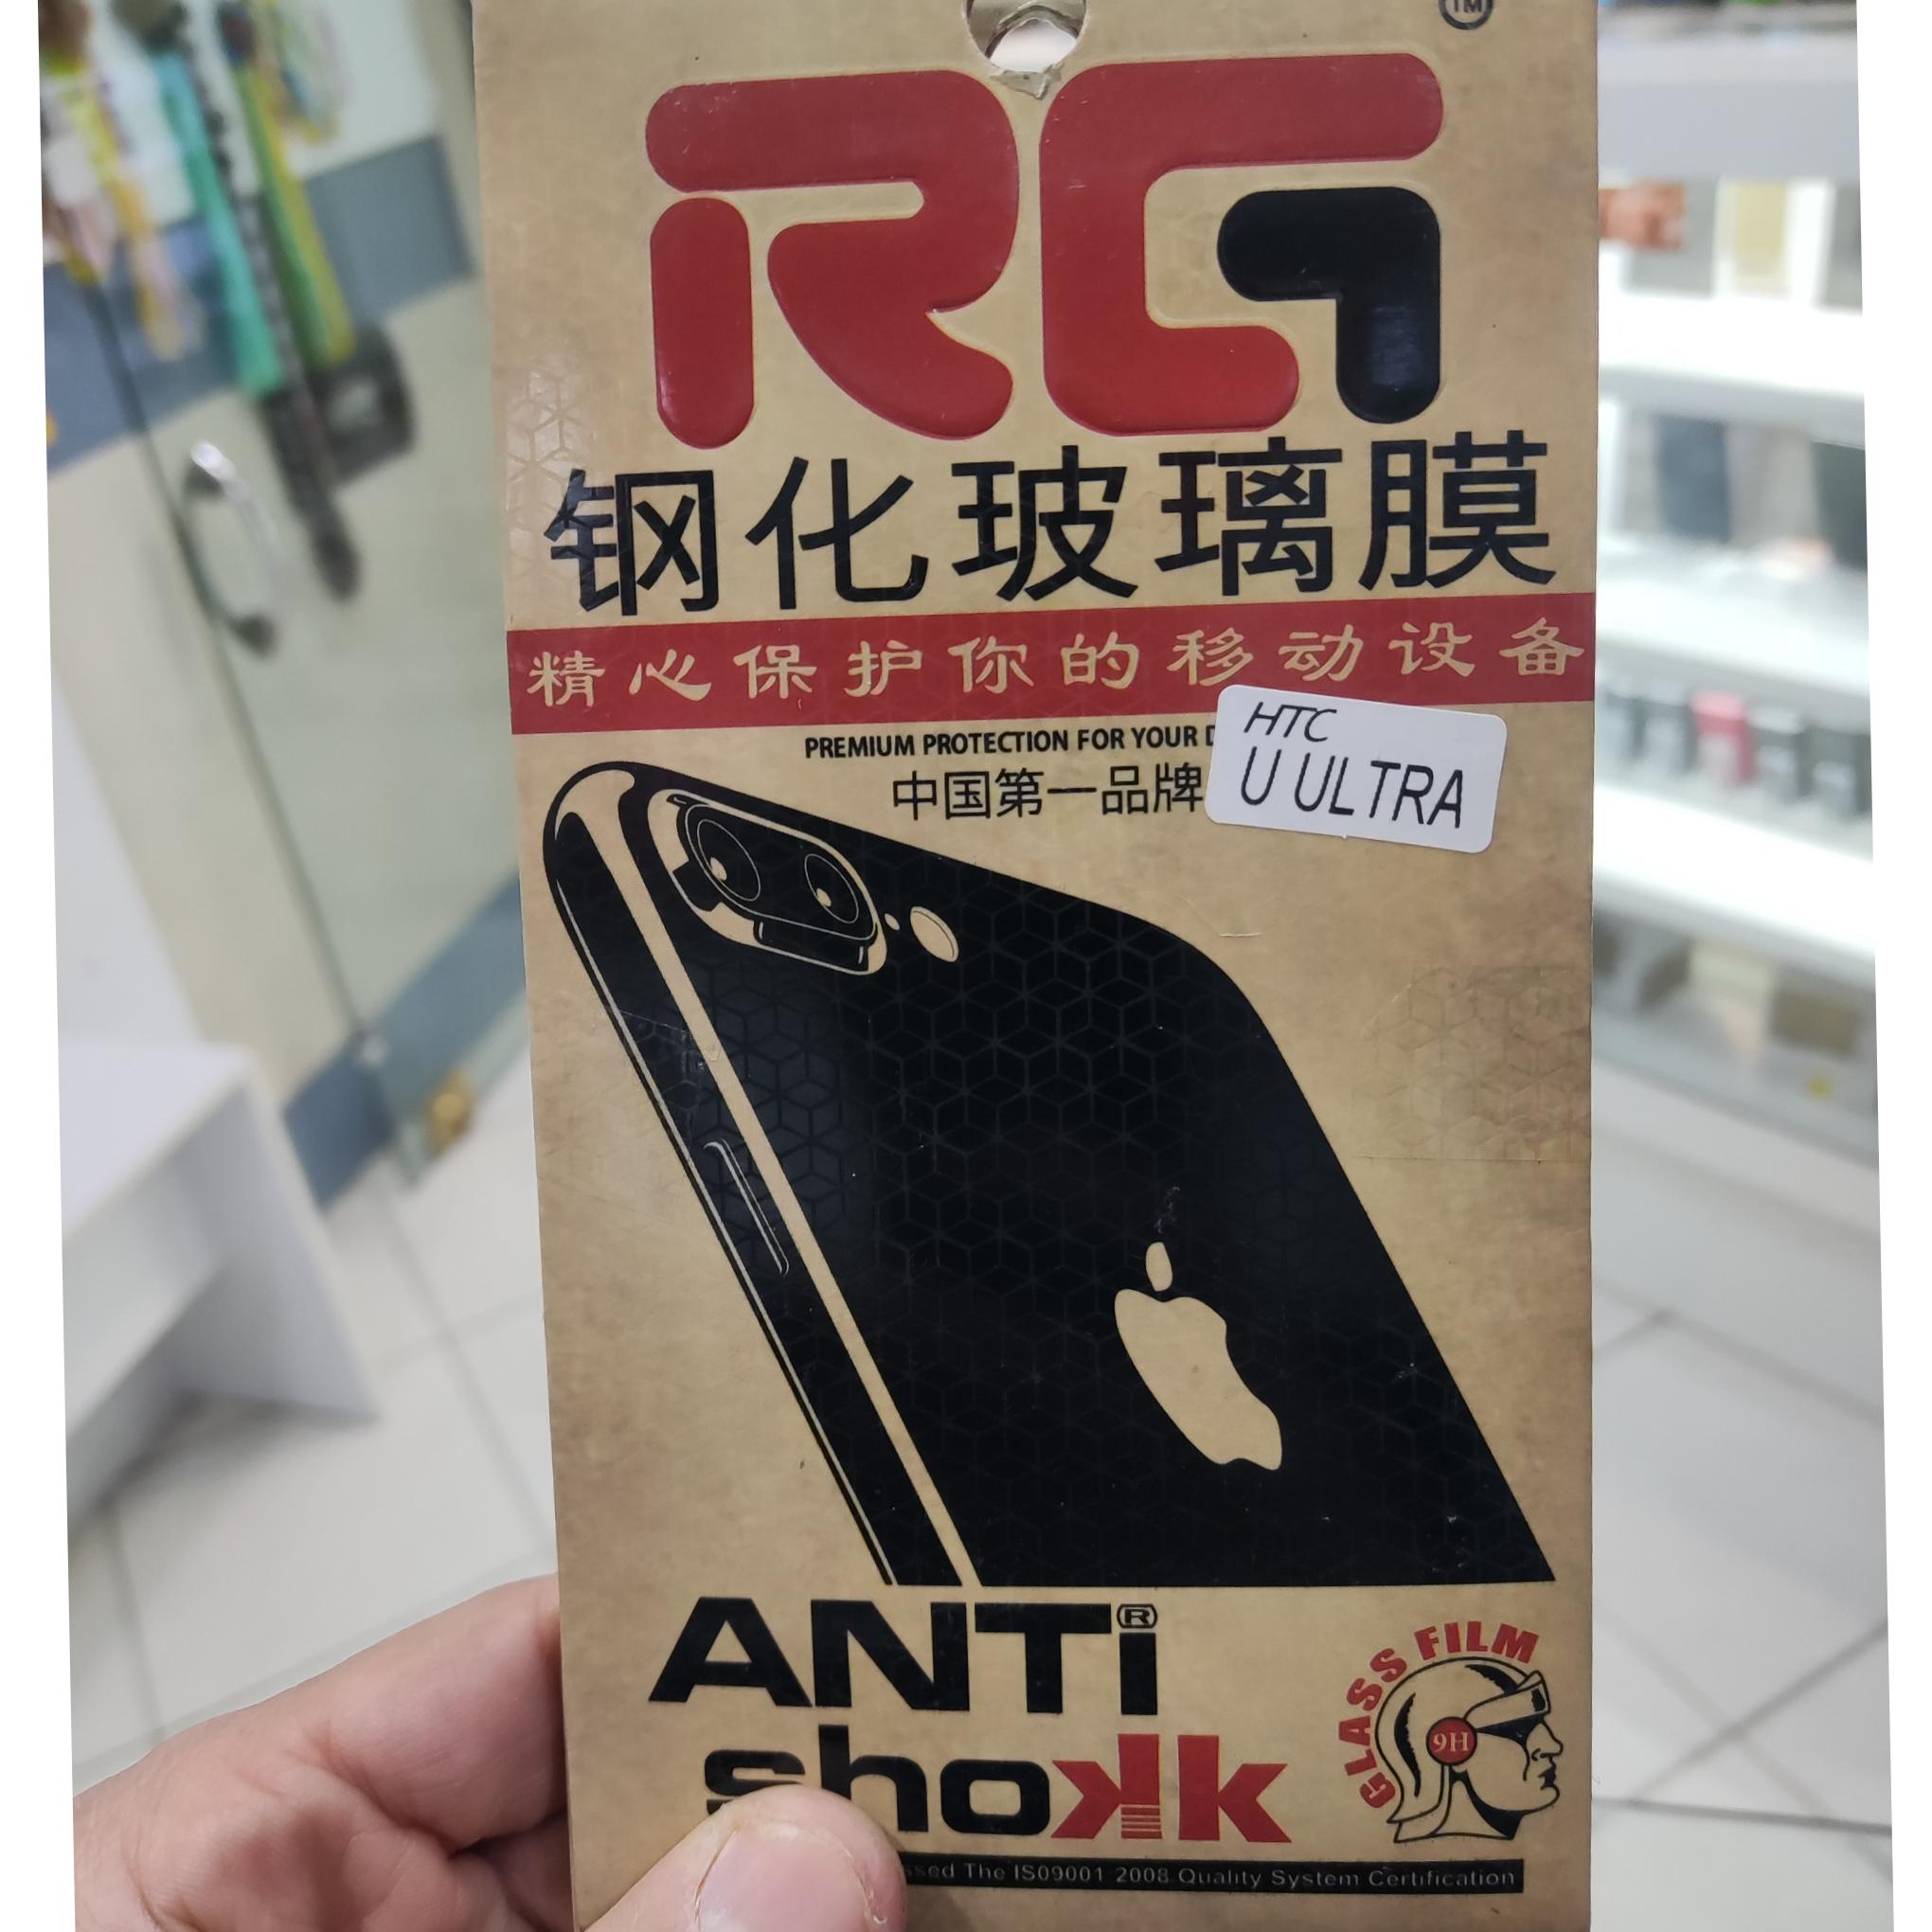 TM
RG
钢化玻璃膜
精心保护你的移动设备
PREMIUM PROTECTION FOR YOUR
中国第一品牌
HTC
U ULTRA
ANTi®
shokk
GLASS FILM
9H
The ISO9001 2008 Quality System Certification